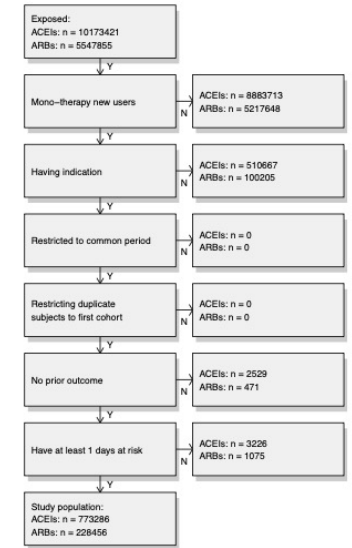 Exposed:
ACEIs: n = 10173421
ARBs: n = 5547855
Y
Mono−therapy new users
N
ACEIs: n = 8883713
ARBs: n = 5217648
Y
Having indication
N
ACEIs: n = 510667
ARBs: n = 100205
Y
Restricted to common period
N
ACEIs: n = 0
ARBs: n = 0
Y
Restricting duplicate
subjects to first cohort
N
ACEIs: n = 0
ARBs: n = 0
Y
No prior outcome
N
ACEIs: n = 2529
ARBs: n = 471
Y
Have at least 1 days at risk
N
ACEIs: n = 3226
ARBs: n = 1075
Y
Study population:
ACEIs: n = 773286
ARBs: n = 228456